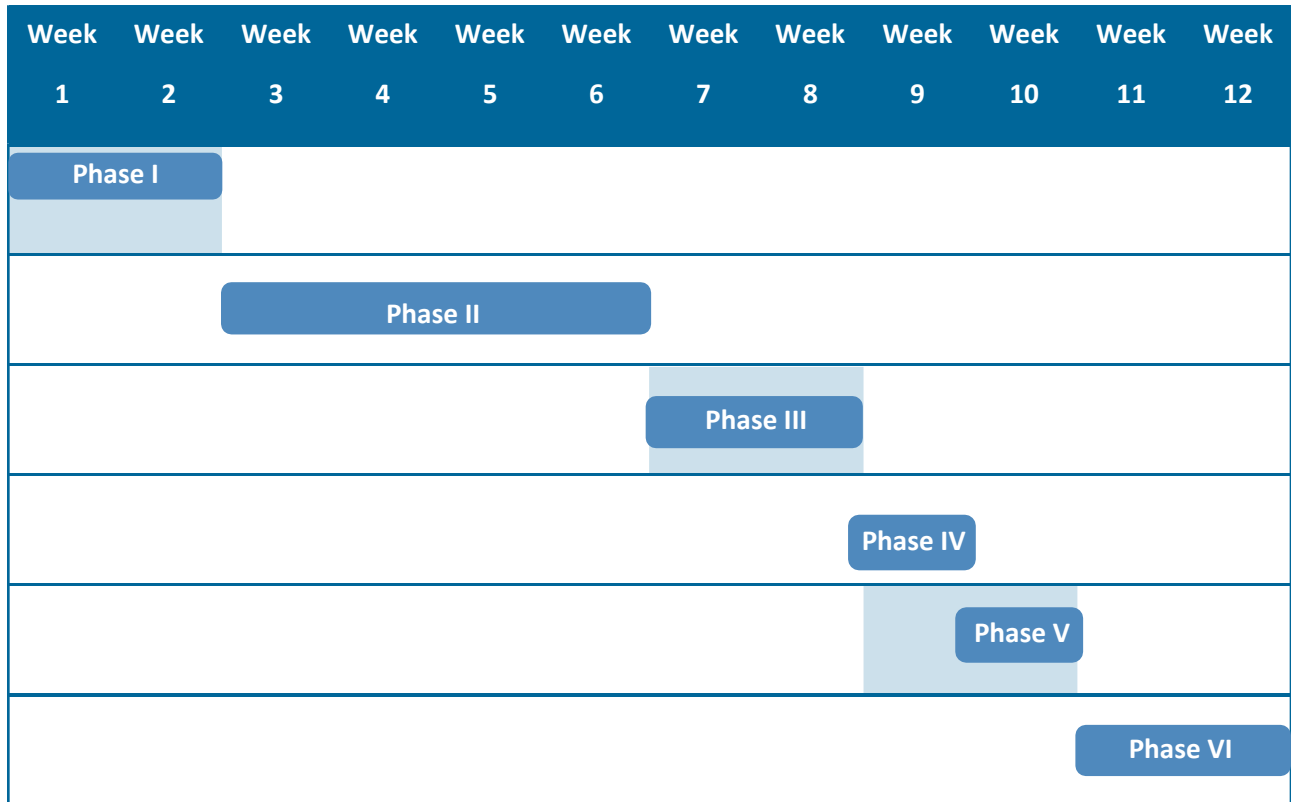 Week Week Week Week Week Week Week Week Week Week Week Week
1 2 3 4 5 6 7 8 9 10 11 12
Phase I
Phase II
Phase III
Phase IV
Phase V
Phase VI